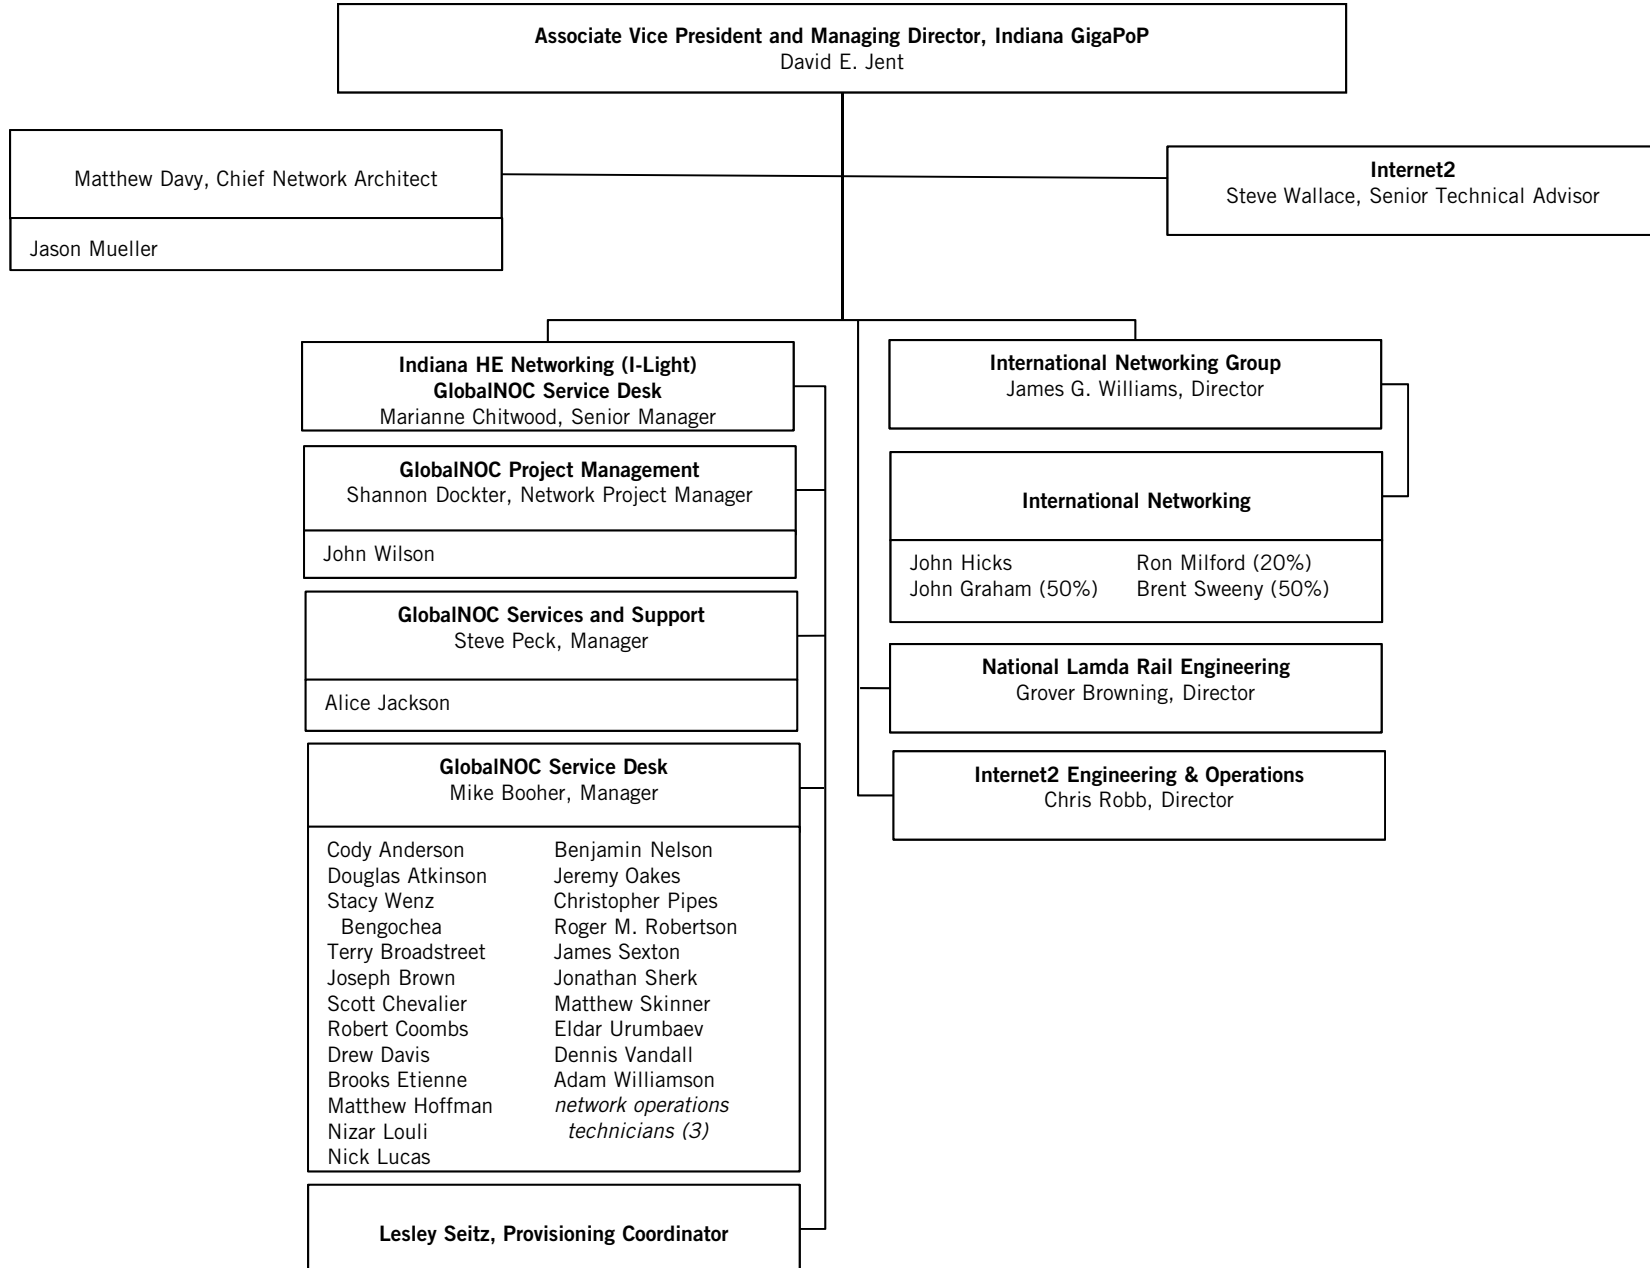 Associate Vice President and Managing Director, Indiana GigaPoP
David E. Jent
Matthew Davy, Chief Network Architect
Jason Mueller
Internet2
Steve Wallace, Senior Technical Advisor
Indiana HE Networking (I-Light)
GlobalNOC Service Desk
Marianne Chitwood, Senior Manager
GlobalNOC Project Management
Shannon Dockter, Network Project Manager
John Wilson
GlobalNOC Services and Support
Steve Peck, Manager
Alice Jackson
GlobalNOC Service Desk
Mike Booher, Manager
Cody Anderson
Douglas Atkinson
Stacy Wenz
Bengochea
Terry Broadstreet
Joseph Brown
Scott Chevalier
Robert Coombs
Drew Davis
Brooks Etienne
Matthew Hoffman
Nizar Louli
Nick Lucas
Benjamin Nelson
Jeremy Oakes
Christopher Pipes
Roger M. Robertson
James Sexton
Jonathan Sherk
Matthew Skinner
Eldar Urumbaev
Dennis Vandall
Adam Williamson
network operations
technicians (3)
Lesley Seitz, Provisioning Coordinator
International Networking Group
James G. Williams, Director
International Networking
John Hicks
John Graham (50%)
Ron Milford (20%)
Brent Sweeny (50%)
National Lamda Rail Engineering
Grover Browning, Director
Internet2 Engineering & Operations
Chris Robb, Director